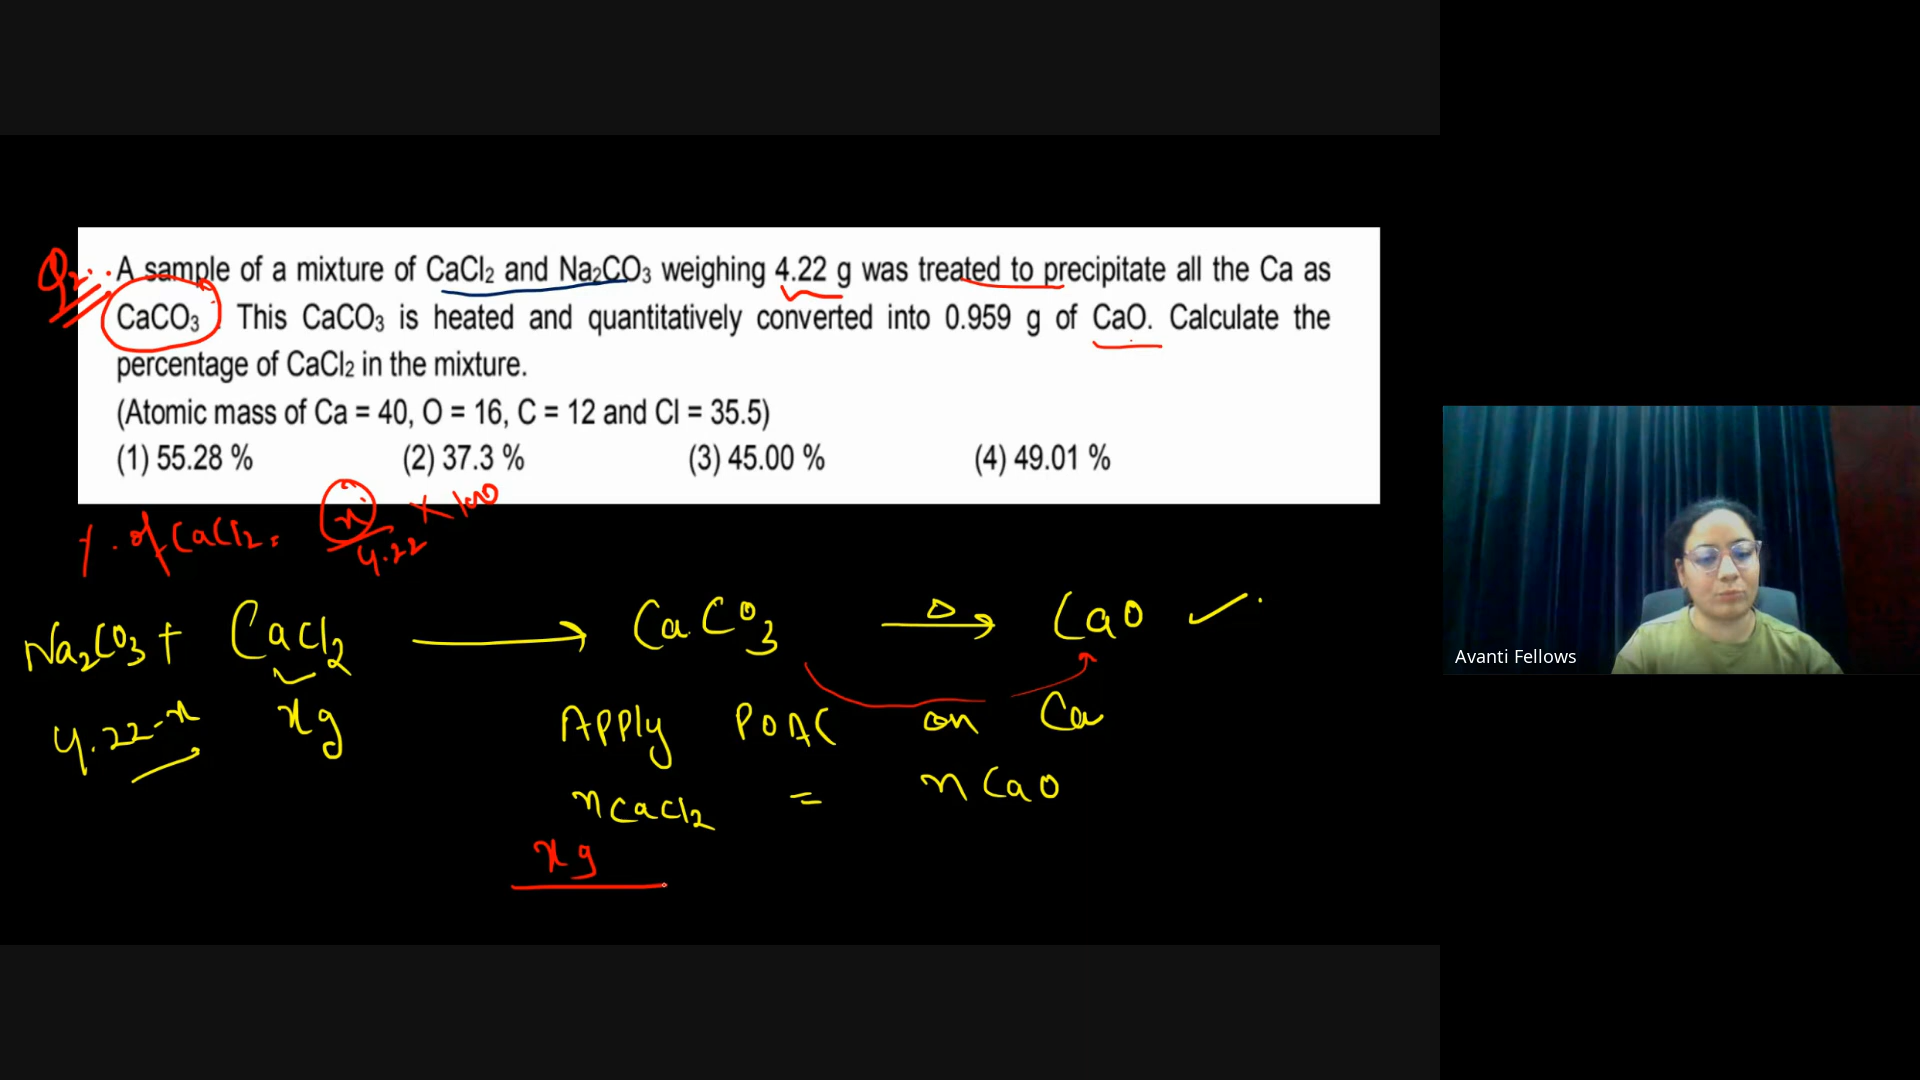 Q2:
A sample of a mixture of CaCl2 and Na2CO3 weighing 4.22 g was treated to precipitate all the Ca as
CaCO3. This CaCO3 is heated and quantitatively converted into 0.959 g of CaO. Calculate the
percentage of CaCl2 in the mixture.
(Atomic mass of Ca = 40, O = 16, C = 12 and Cl = 35.5)
(1) 55.28 % (2) 37.3 % (3) 45.00 % (4) 49.01 %
%. of CaCl2 = x/4.22 × 100
Na2CO3 + CaCl2 → CaCO3 →Δ CaO ✓
4.22-x xg Apply POAC on Ca
nCaCl2 = nCaO
xg
Avanti Fellows